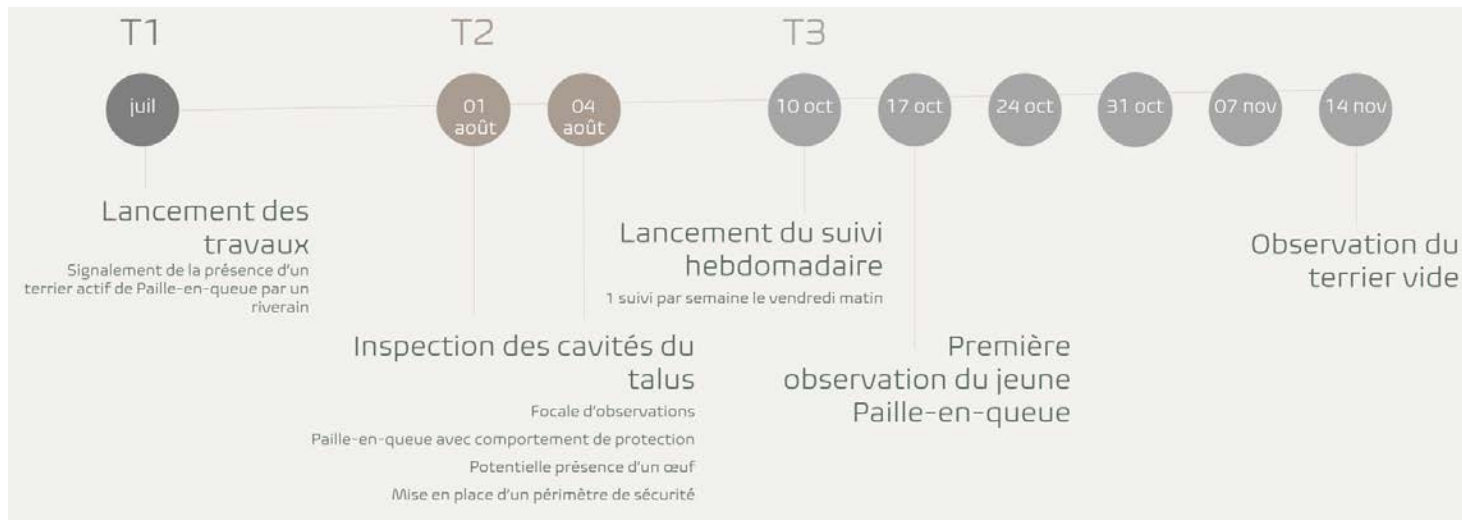 T1
T2
T3
juil
01
août
04
août
10 oct
17 oct
24 oct
31 oct
07 nov
14 nov
Lancement des
travaux
Signalement de la présence d'un
terrier actif de Paille-en-queue par un
riverain
Inspection des cavités du
talus
Focale d'observations
Paille-en-queue avec comportement de protection
Potentielle présence d'un œuf
Mise en place d'un périmètre de sécurité
Lancement du suivi
hebdomadaire
1 suivi par semaine le vendredi matin
Première
observation du jeune
Paille-en-queue
Observation du
terrier vide